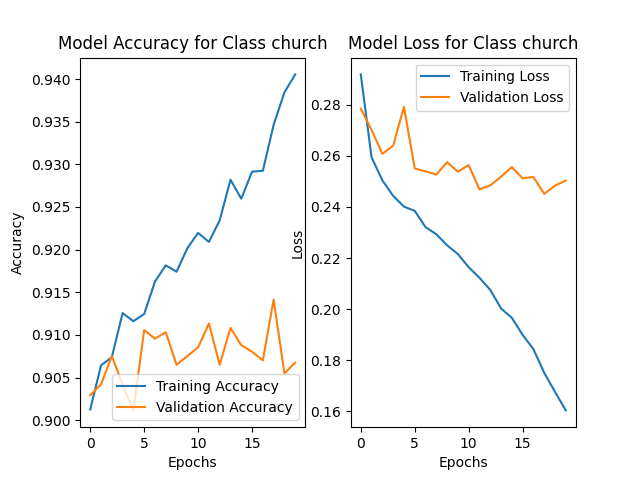 Model Accuracy for Class church
0.940
0.935
0.930
0.925
0.920
0.915
0.910
0.905
0.900
Accuracy
Training Accuracy
Validation Accuracy
0
5
10
15
Epochs
Model Loss for Class church
Training Loss
Validation Loss
0.28
0.26
0.24
0.22
0.20
0.18
0.16
Loss
0
5
10
15
Epochs